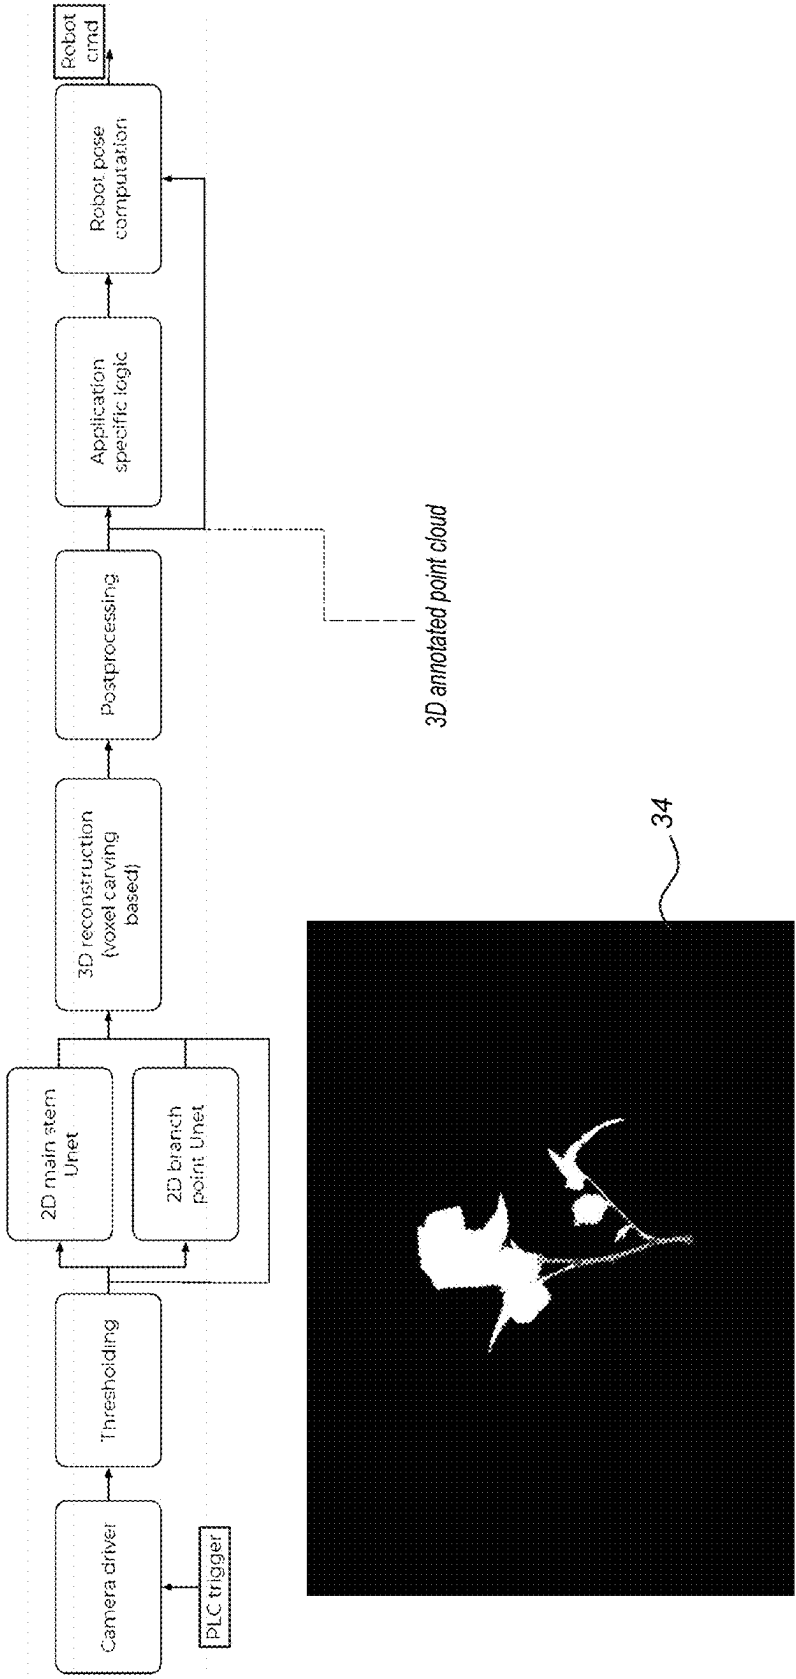 PLC trigger
Camera driver
Thresholding
2D main stem
Unet
2D branch
point Unet
3D reconstruction
(voxel carving
based)
Postprocessing
Application
specific logic
Robot pose
computation
Robot
cmd
3D annotated point cloud
34